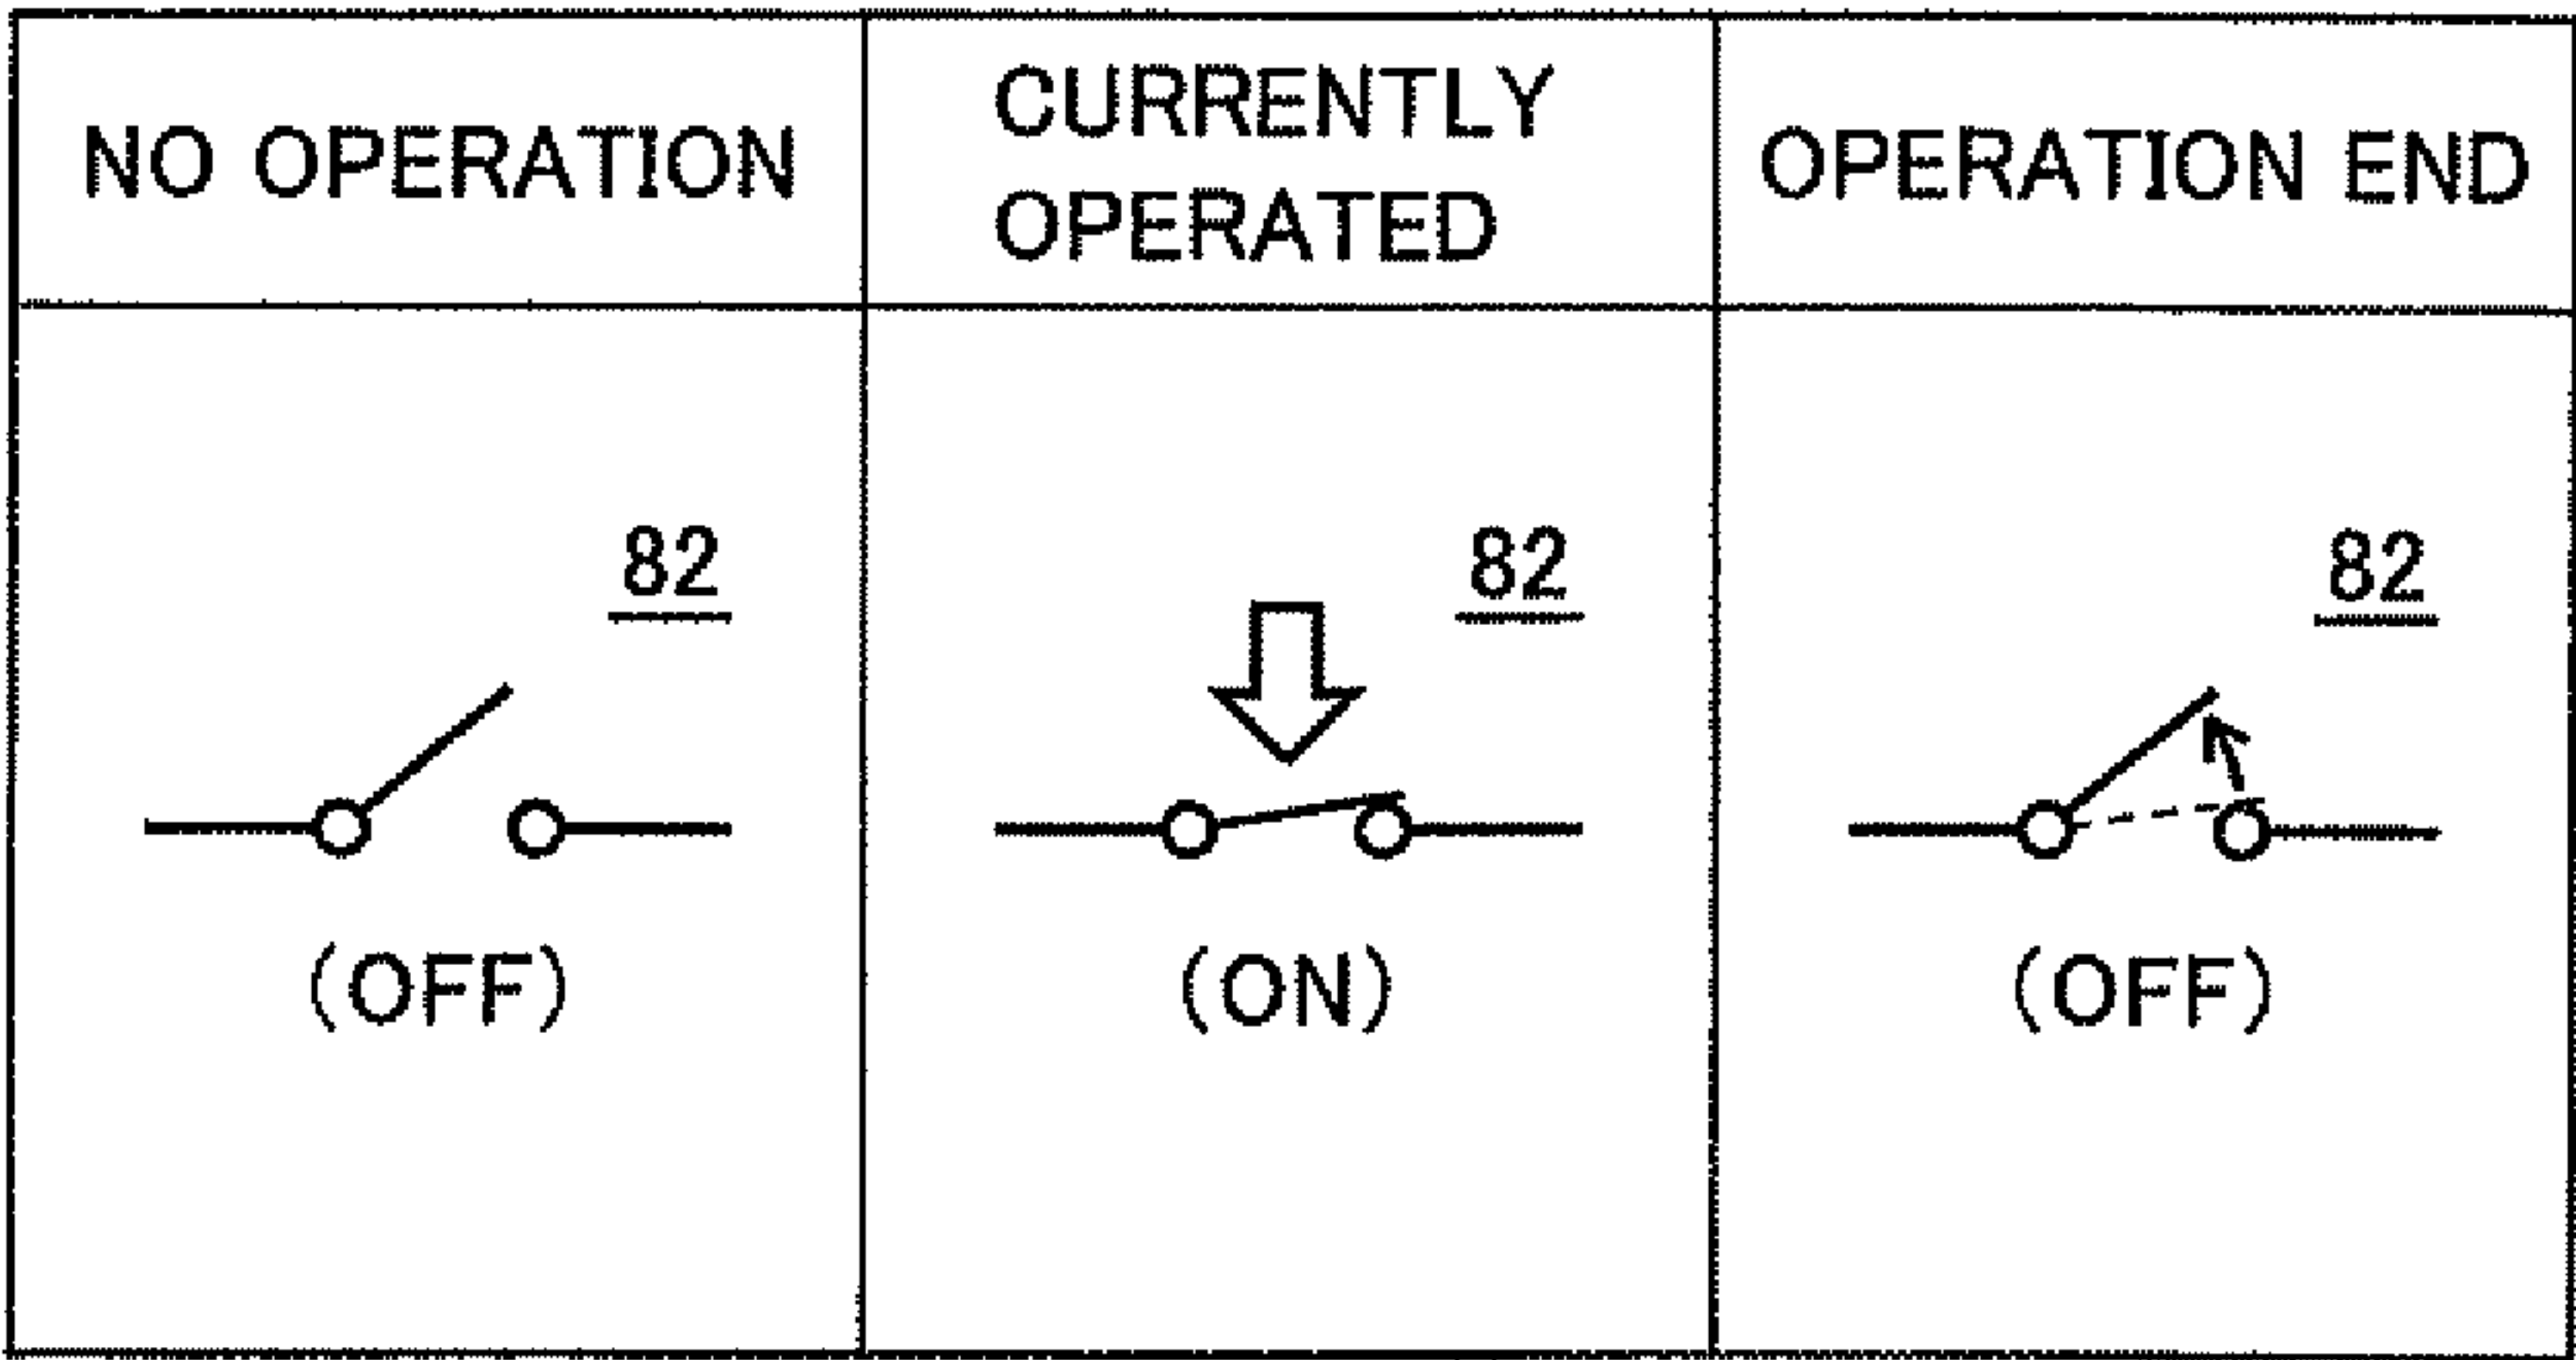 NO OPERATION
CURRENTLY
OPERATED
OPERATION END
82
82
82
(OFF)
(ON)
(OFF)